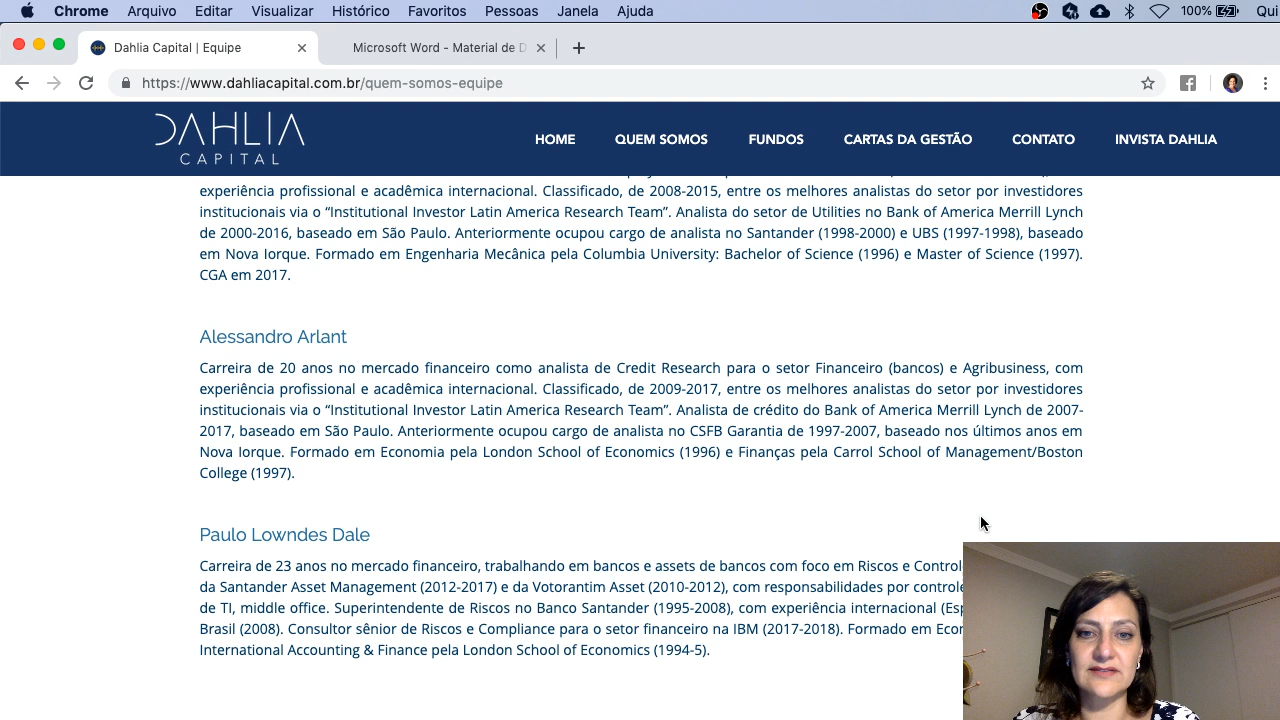 Chrome Arquivo Editar Visualizar Histórico Favoritos Pessoas Janela Ajuda 100% Qui
Dahlia Capital | Equipe Microsoft Word - Material de D
https://www.dahliacapital.com.br/quem-somos-equipe
DAHLIA
CAPITAL
HOME QUEM SOMOS FUNDOS CARTAS DA GESTÃO CONTATO INVISTA DAHLIA
experiência profissional e acadêmica internacional. Classificado, de 2008-2015, entre os melhores analistas do setor por investidores
institucionais via o “Institutional Investor Latin America Research Team”. Analista do setor de Utilities no Bank of America Merrill Lynch
de 2000-2016, baseado em São Paulo. Anteriormente ocupou cargo de analista no Santander (1998-2000) e UBS (1997-1998), baseado
em Nova Iorque. Formado em Engenharia Mecânica pela Columbia University: Bachelor of Science (1996) e Master of Science (1997).
CGA em 2017.
Alessandro Arlant
Carreira de 20 anos no mercado financeiro como analista de Credit Research para o setor Financeiro (bancos) e Agribusiness, com
experiência profissional e acadêmica internacional. Classificado, de 2009-2017, entre os melhores analistas do setor por investidores
institucionais via o “Institutional Investor Latin America Research Team”. Analista de crédito do Bank of America Merrill Lynch de 2007-
2017, baseado em São Paulo. Anteriormente ocupou cargo de analista no CSFB Garantia de 1997-2007, baseado nos últimos anos em
Nova Iorque. Formado em Economia pela London School of Economics (1996) e Finanças pela Carrol School of Management/Boston
College (1997).
Paulo Lowndes Dale
Carreira de 23 anos no mercado financeiro, trabalhando em bancos e assets de bancos com foco em Riscos e Control
da Santander Asset Management (2012-2017) e da Votorantim Asset (2010-2012), com responsabilidades por control
de TI, middle office. Superintendente de Riscos no Banco Santander (1995-2008), com experiência internacional (Esp
Brasil (2008). Consultor sênior de Riscos e Compliance para o setor financeiro na IBM (2017-2018). Formado em Econ
International Accounting & Finance pela London School of Economics (1994-5).